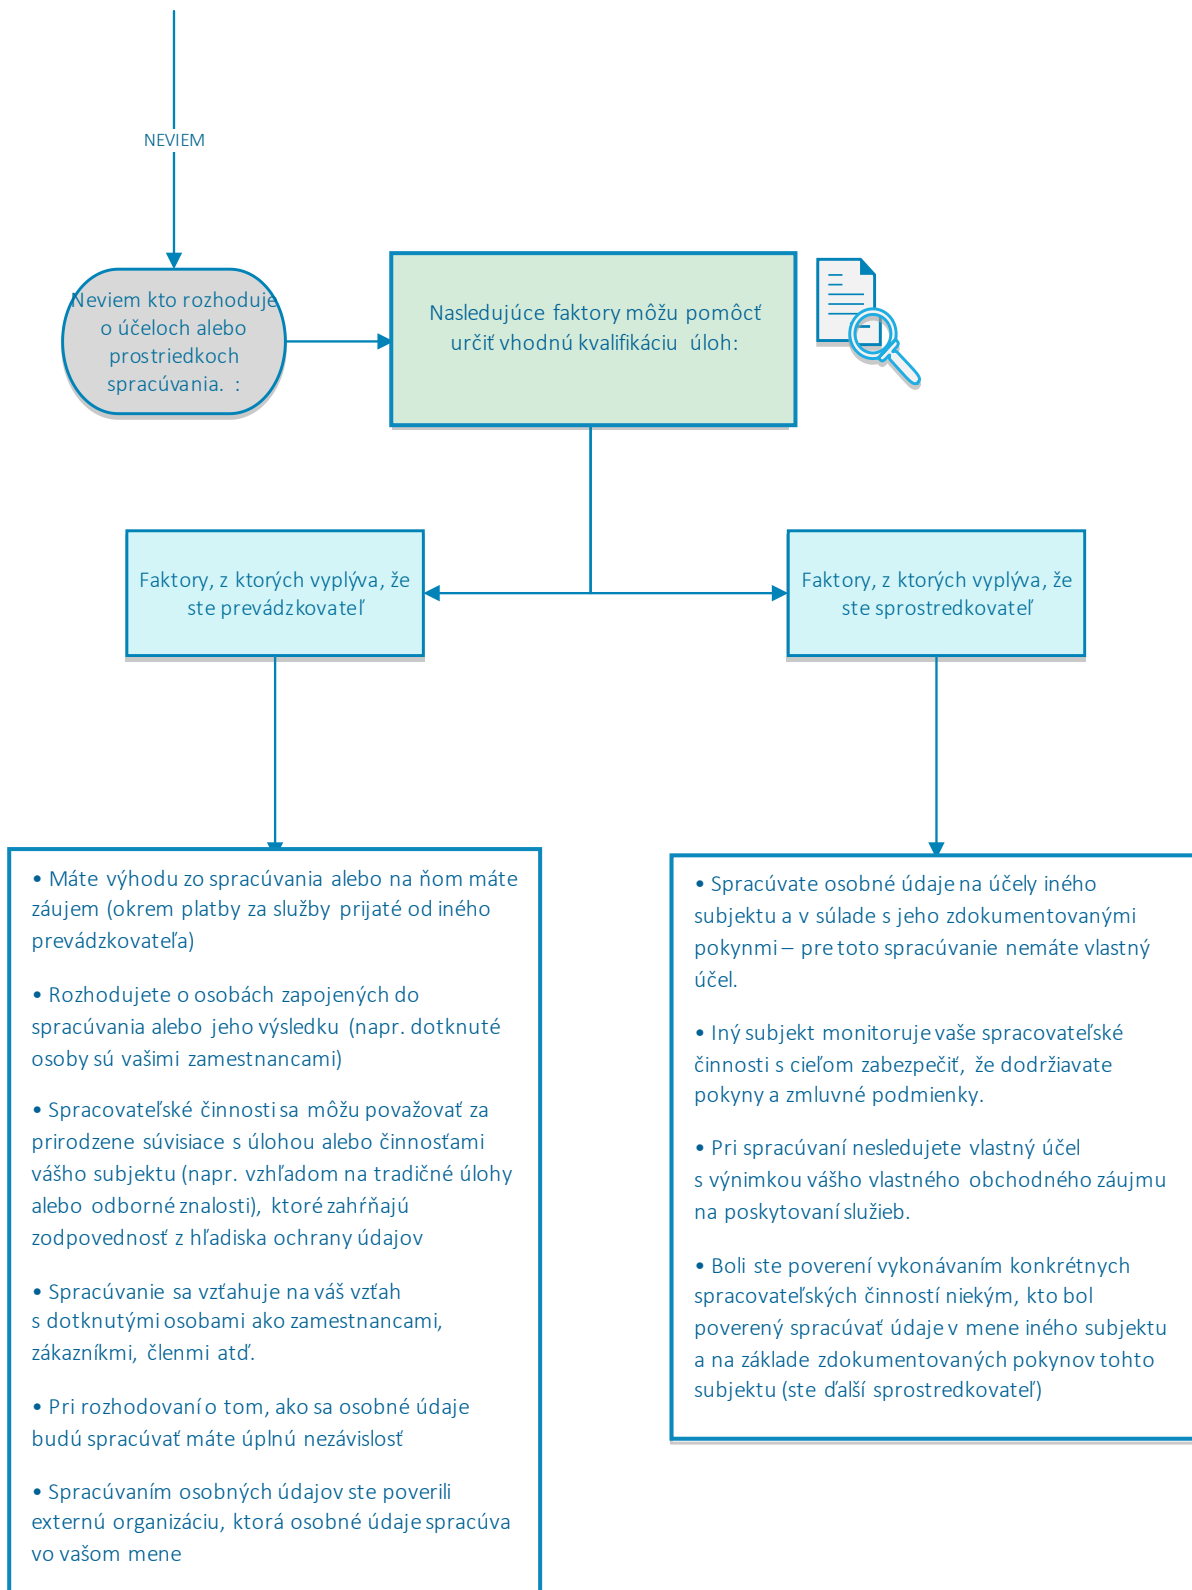 NEVIEM
Neviem kto rozhoduje
o účeloch alebo
prostriedkoch
spracúvania. :
Nasledujúce faktory môžu pomôcť
určiť vhodnú kvalifikáciu úloh:
Faktory, z ktorých vyplýva, že
ste prevádzkovateľ
Faktory, z ktorých vyplýva, že
ste sprostredkovateľ
• Máte výhodu zo spracúvania alebo na ňom máte
záujem (okrem platby za služby prijaté od iného
prevádzkovateľa)
• Rozhodujete o osobách zapojených do
spracúvania alebo jeho výsledku (napr. dotknuté
osoby sú vašimi zamestnancami)
• Spracovateľské činnosti sa môžu považovať za
prirodzene súvisiace s úlohou alebo činnosťami
vášho subjektu (napr. vzhľadom na tradičné úlohy
alebo odborné znalosti), ktoré zahŕňajú
zodpovednosť z hľadiska ochrany údajov
• Spracúvanie sa vzťahuje na váš vzťah
s dotknutými osobami ako zamestnancami,
zákazníkmi, členmi atď.
• Pri rozhodovaní o tom, ako sa osobné údaje
budú spracúvať máte úplnú nezávislosť
• Spracúvaním osobných údajov ste poverili
externú organizáciu, ktorá osobné údaje spracúva
vo vašom mene
• Spracúvate osobné údaje na účely iného
subjektu a v súlade s jeho zdokumentovanými
pokynmi – pre toto spracúvanie nemáte vlastný
účel.
• Iný subjekt monitoruje vaše spracovateľské
činnosti s cieľom zabezpečiť, že dodržiavate
pokyny a zmluvné podmienky.
• Pri spracúvaní nesledujete vlastný účel
s výnimkou vášho vlastného obchodného záujmu
na poskytovaní služieb.
• Boli ste poverení vykonávaním konkrétnych
spracovateľských činností niekým, kto bol
poverený spracúvať údaje v mene iného subjektu
a na základe zdokumentovaných pokynov tohto
subjektu (ste ďalší sprostredkovateľ)